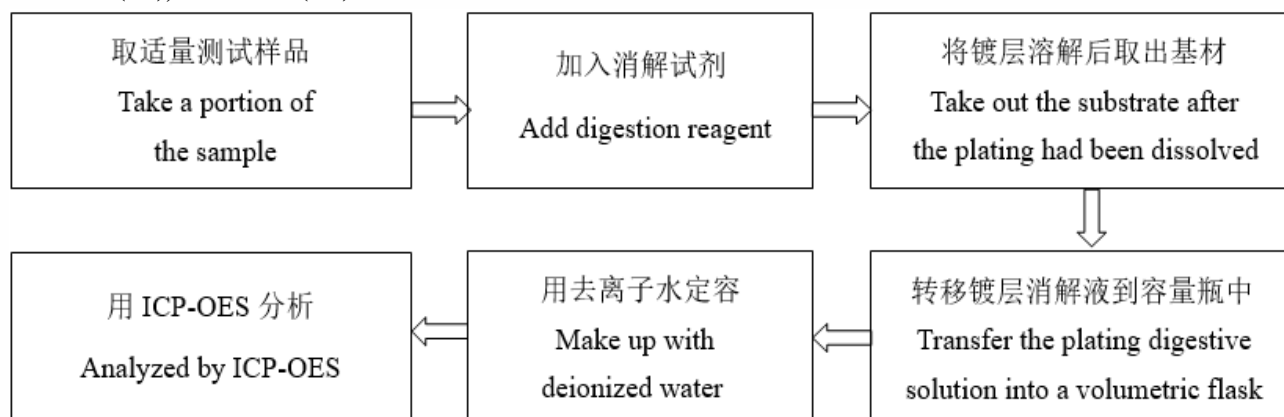 取适量测试样品
Take a portion of
the sample
加入消解试剂
Add digestion reagent
将镀层溶解后取出基材
Take out the substrate after
the plating had been dissolved
转移镀层消解液到容量瓶中
Transfer the plating digestive
solution into a volumetric flask
用去离子水定容
Make up with
deionized water
用 ICP-OES 分析
Analyzed by ICP-OES